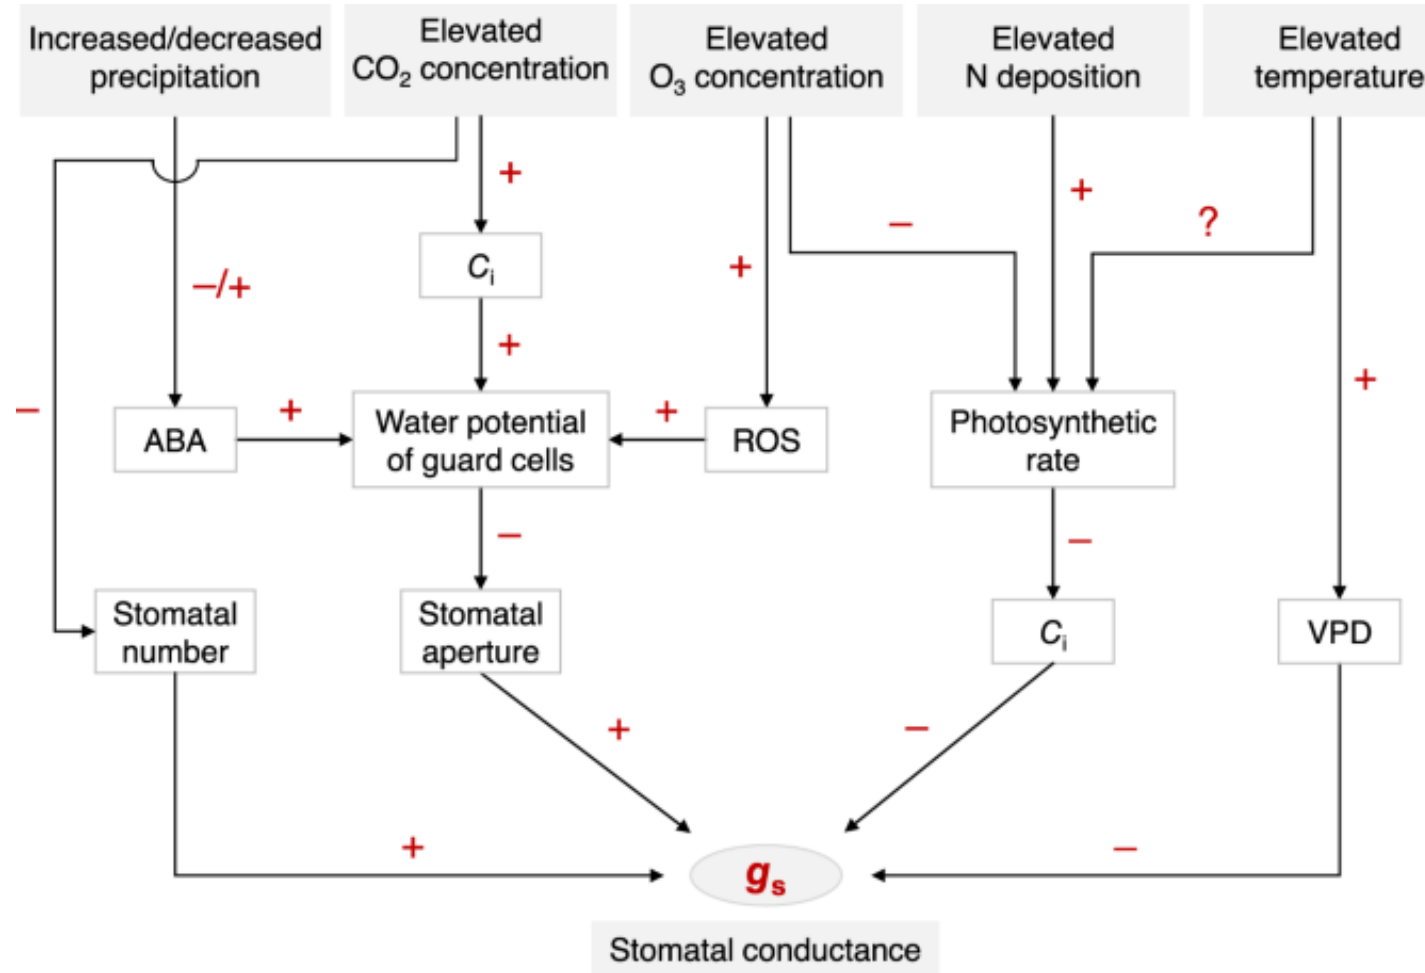 Increased/decreased
precipitation
Elevated
CO₂ concentration
Elevated
O₃ concentration
Elevated
N deposition
Elevated
temperature
+
–
+
?
–/+
+
+
+
–
ABA
+
Cᵢ
Water potential
of guard cells
+
ROS
Photosynthetic
rate
–
–
Stomatal
number
Stomatal
aperture
Cᵢ
VPD
+
–
+
–
gₛ
Stomatal conductance